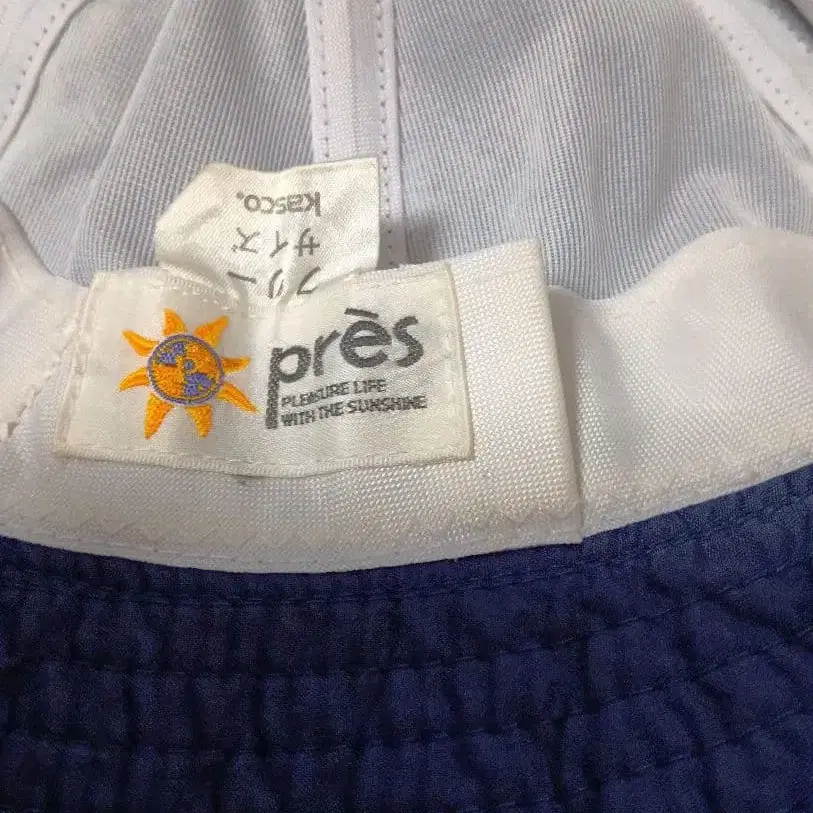 près
PLEASURE LIFE
WITH THE SUNSHINE
フリー
サイズ
Kasco.